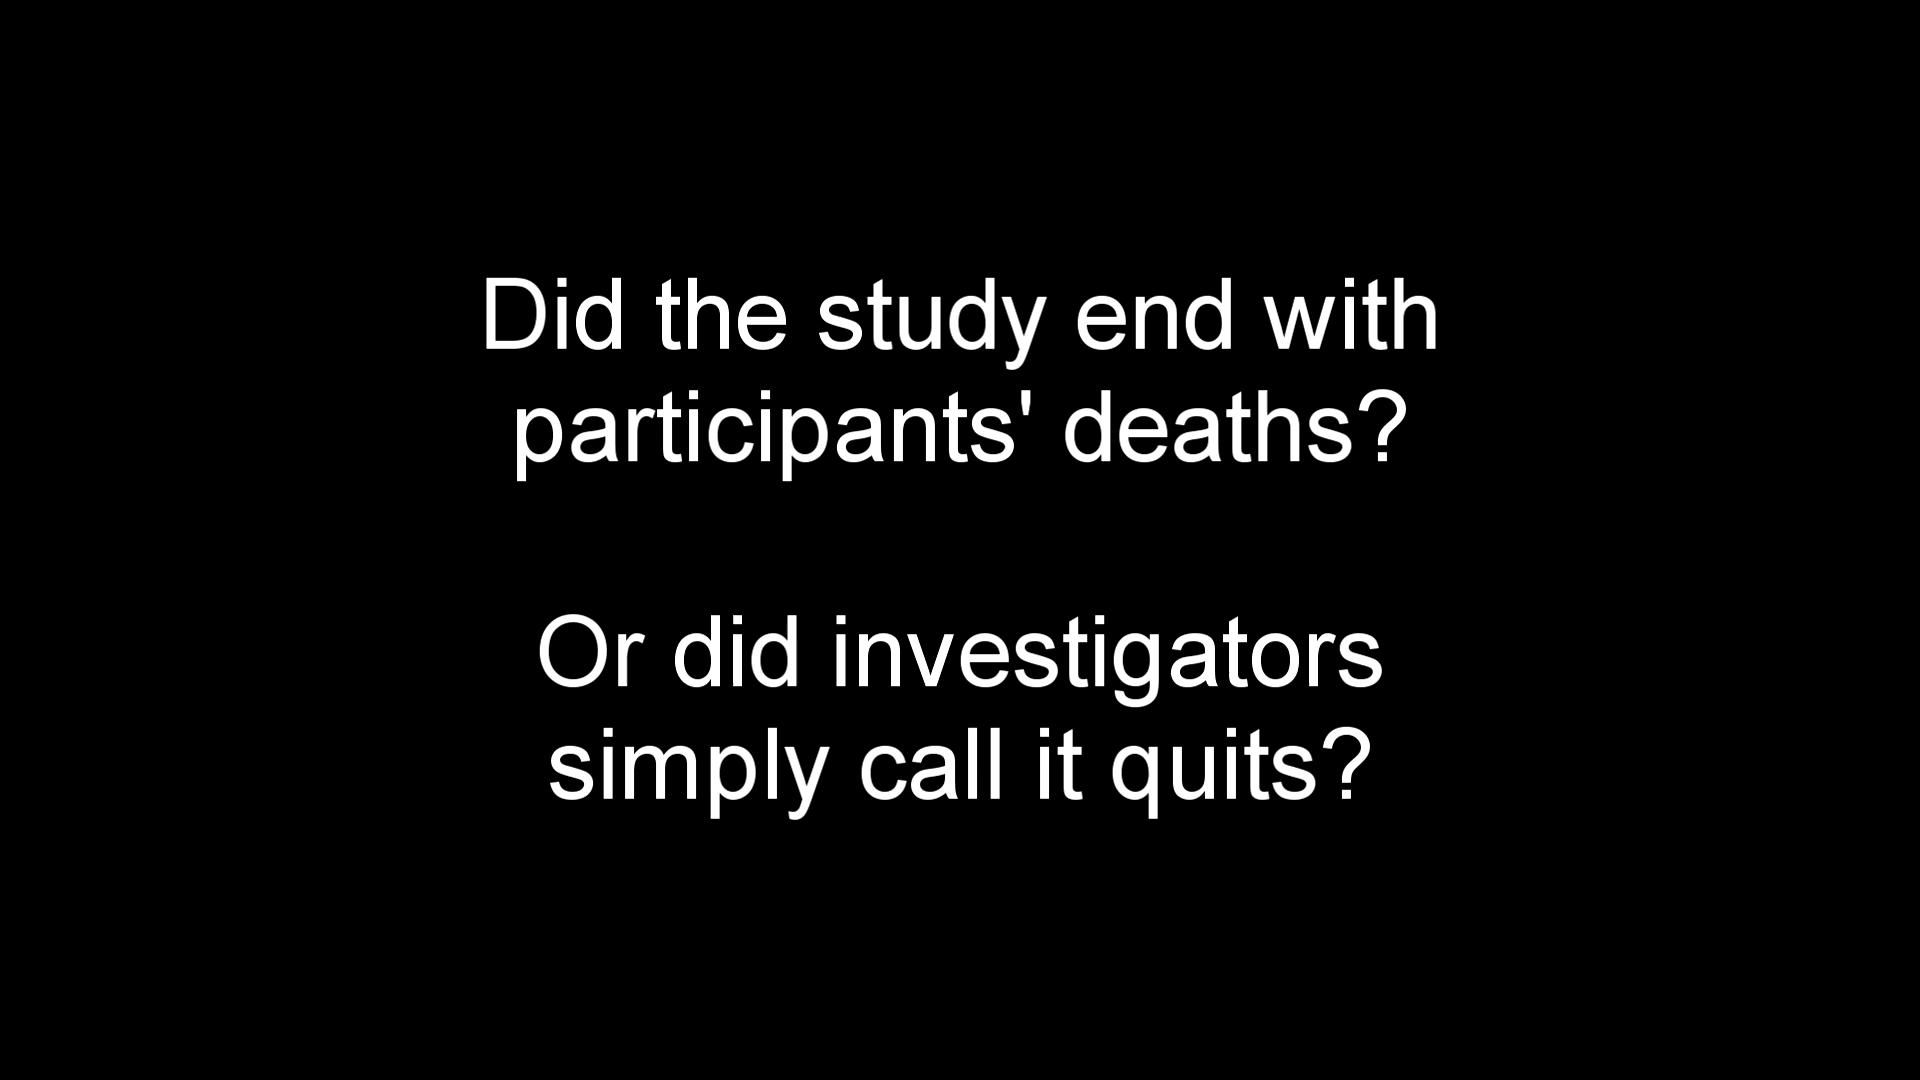 Did the study end with
participants' deaths?
Or did investigators
simply call it quits?